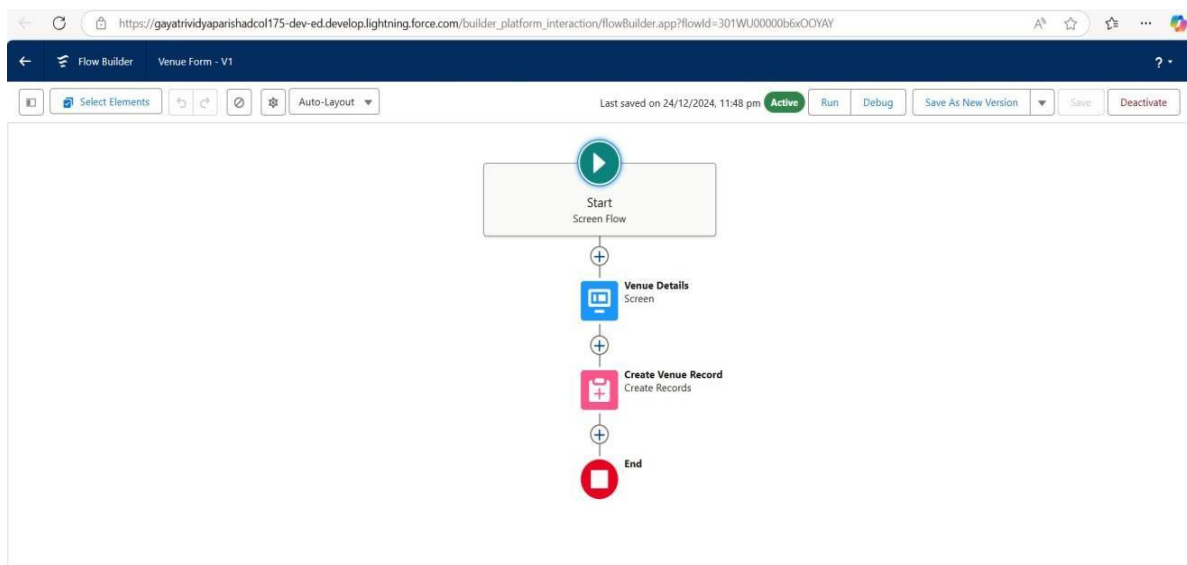 https://gayatrividyaparishadcol175-dev-ed.develop.lightning.force.com/builder_platform_interaction/flowBuilder.app?flowId=301WU00000b6xOOYAY
Flow Builder Venue Form - V1 ?
Select Elements Auto-Layout Last saved on 24/12/2024, 11:48 pm Active Run Debug Save As New Version Save Deactivate
Start
Screen Flow
Venue Details
Screen
Create Venue Record
Create Records
End